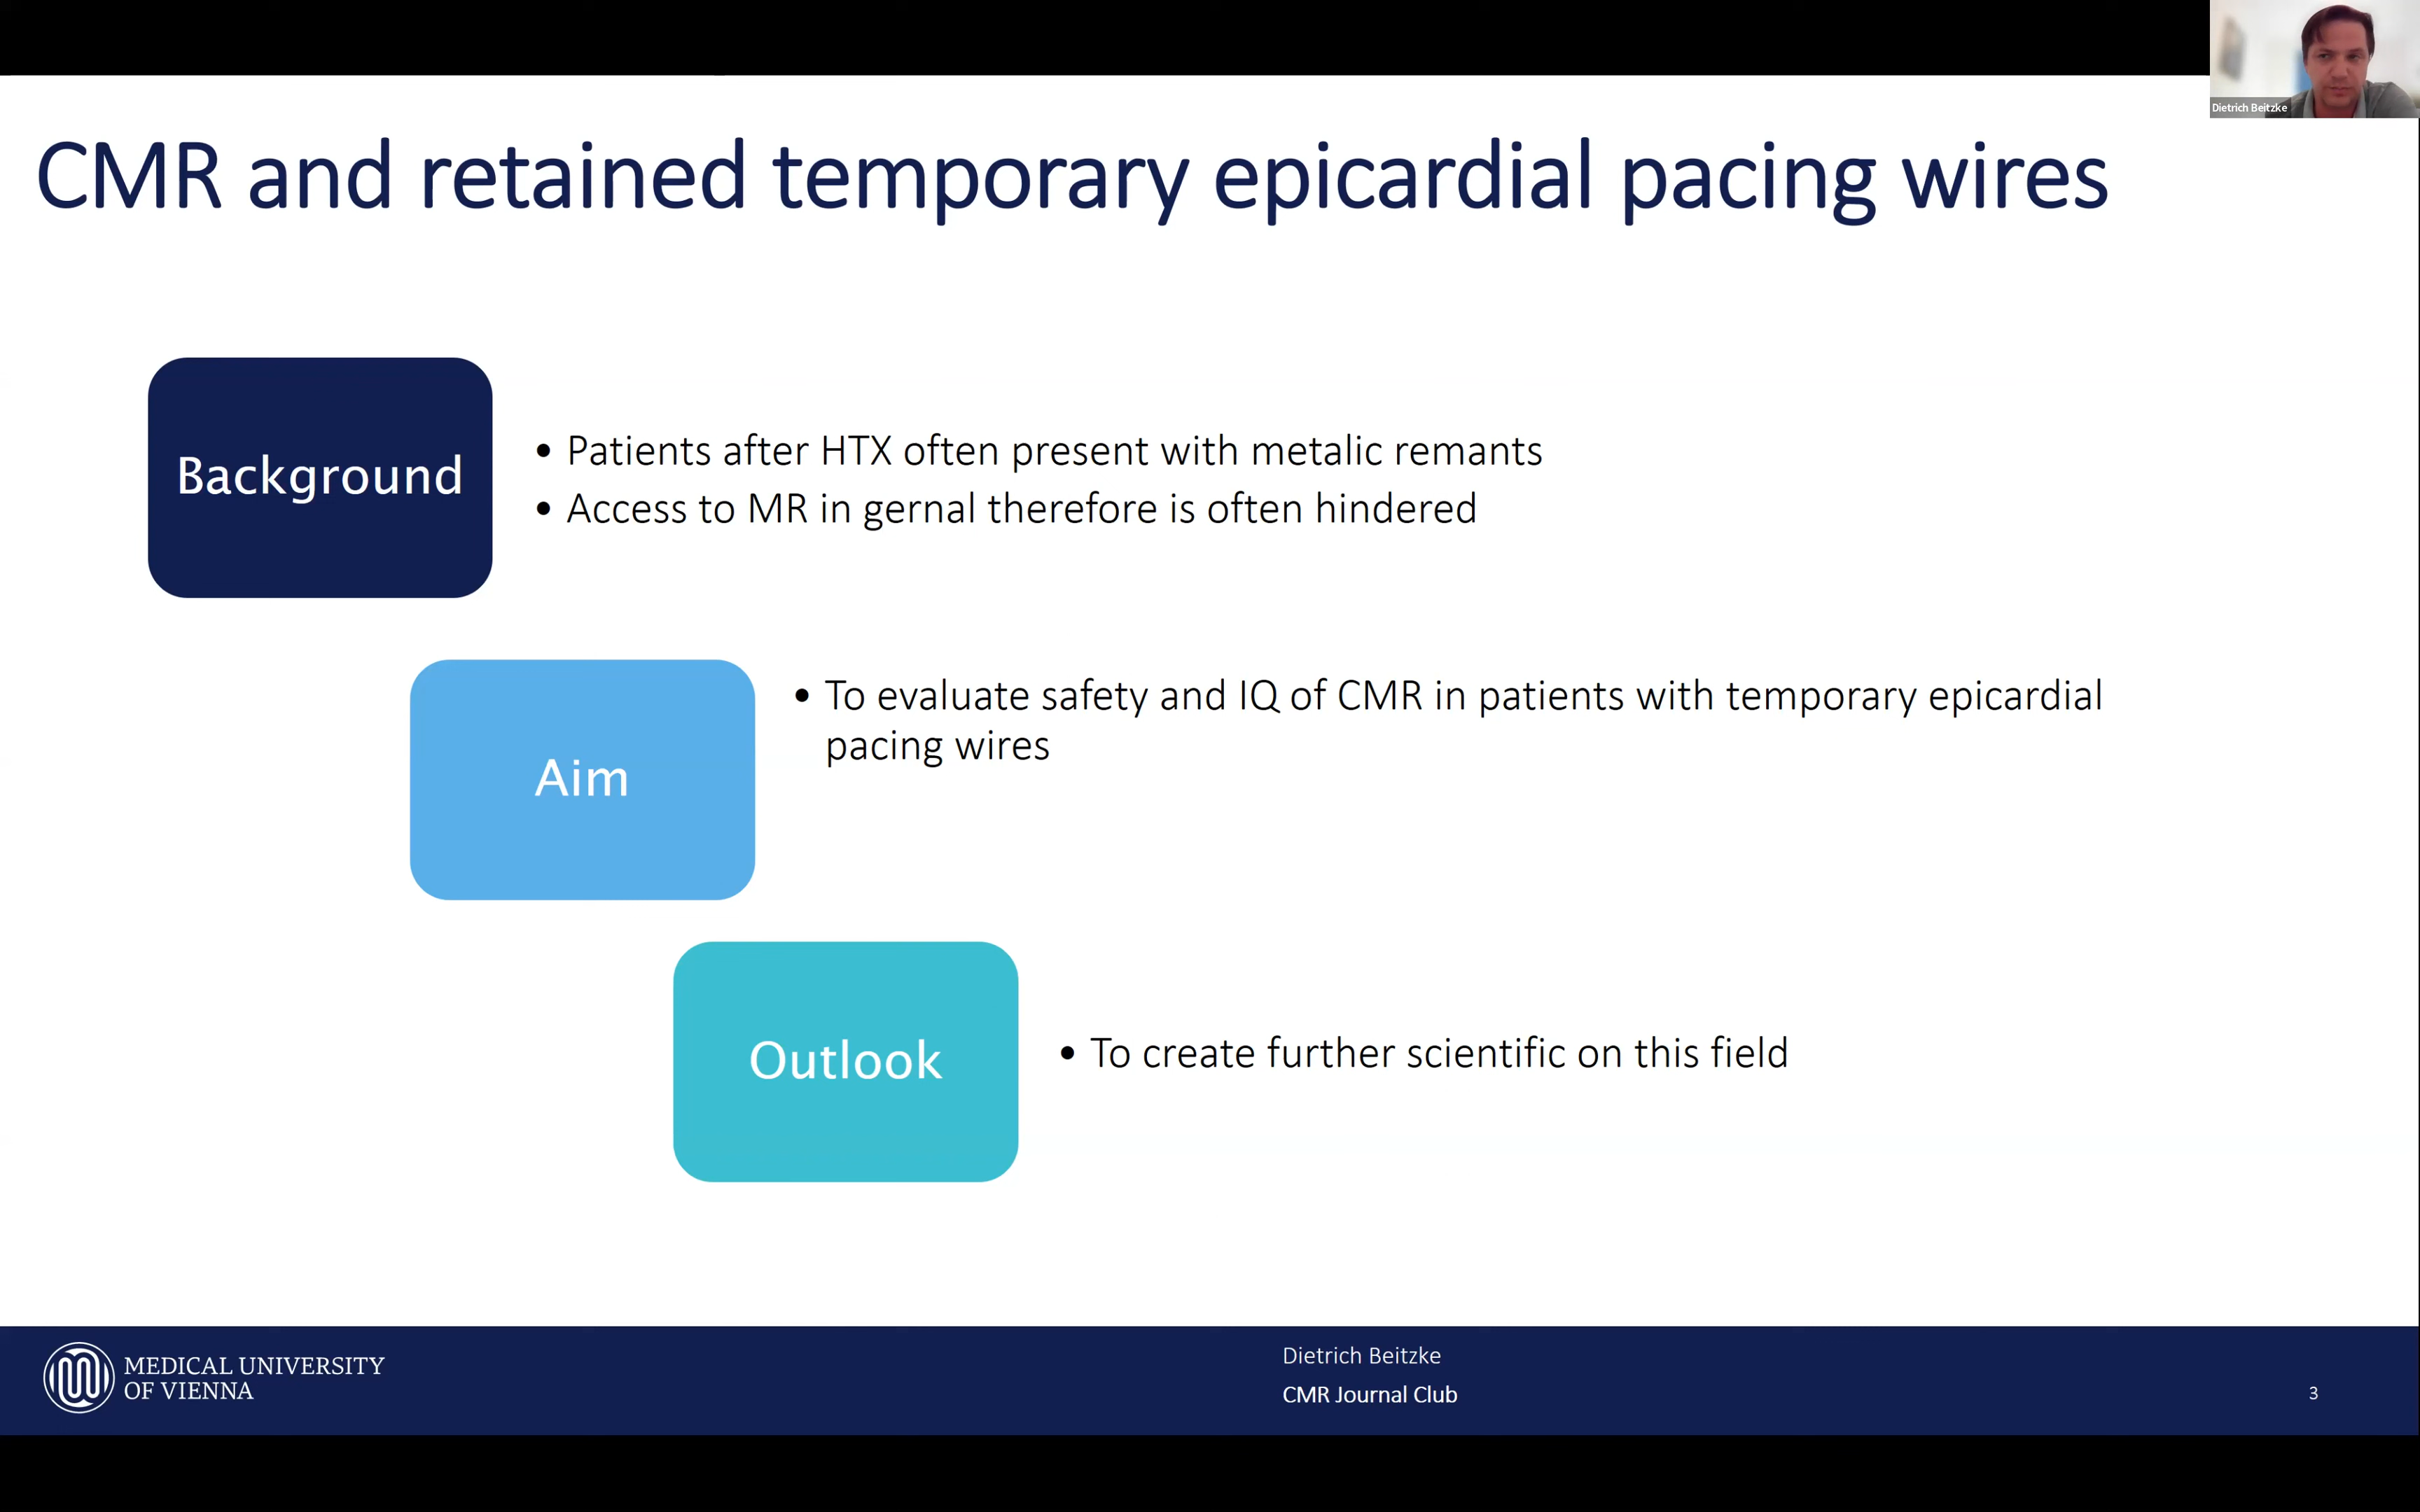 Dietrich Beitzke
CMR and retained temporary epicardial pacing wires
Background
• Patients after HTX often present with metalic remants
• Access to MR in gernal therefore is often hindered
Aim
• To evaluate safety and IQ of CMR in patients with temporary epicardial
pacing wires
Outlook
• To create further scientific on this field
MEDICAL UNIVERSITY
OF VIENNA
Dietrich Beitzke
CMR Journal Club
3